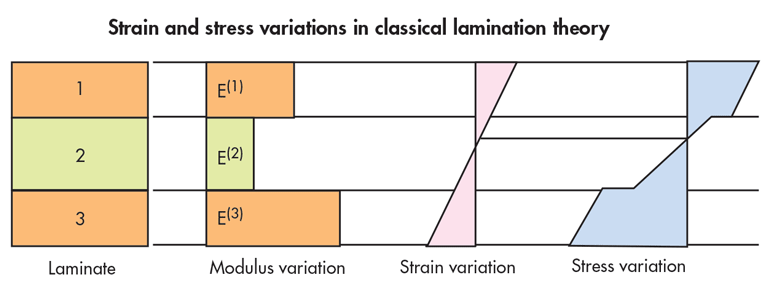 Strain and stress variations in classical lamination theory
1
E(1)
2
E(2)
3
E(3)
Laminate
Modulus variation
Strain variation
Stress variation